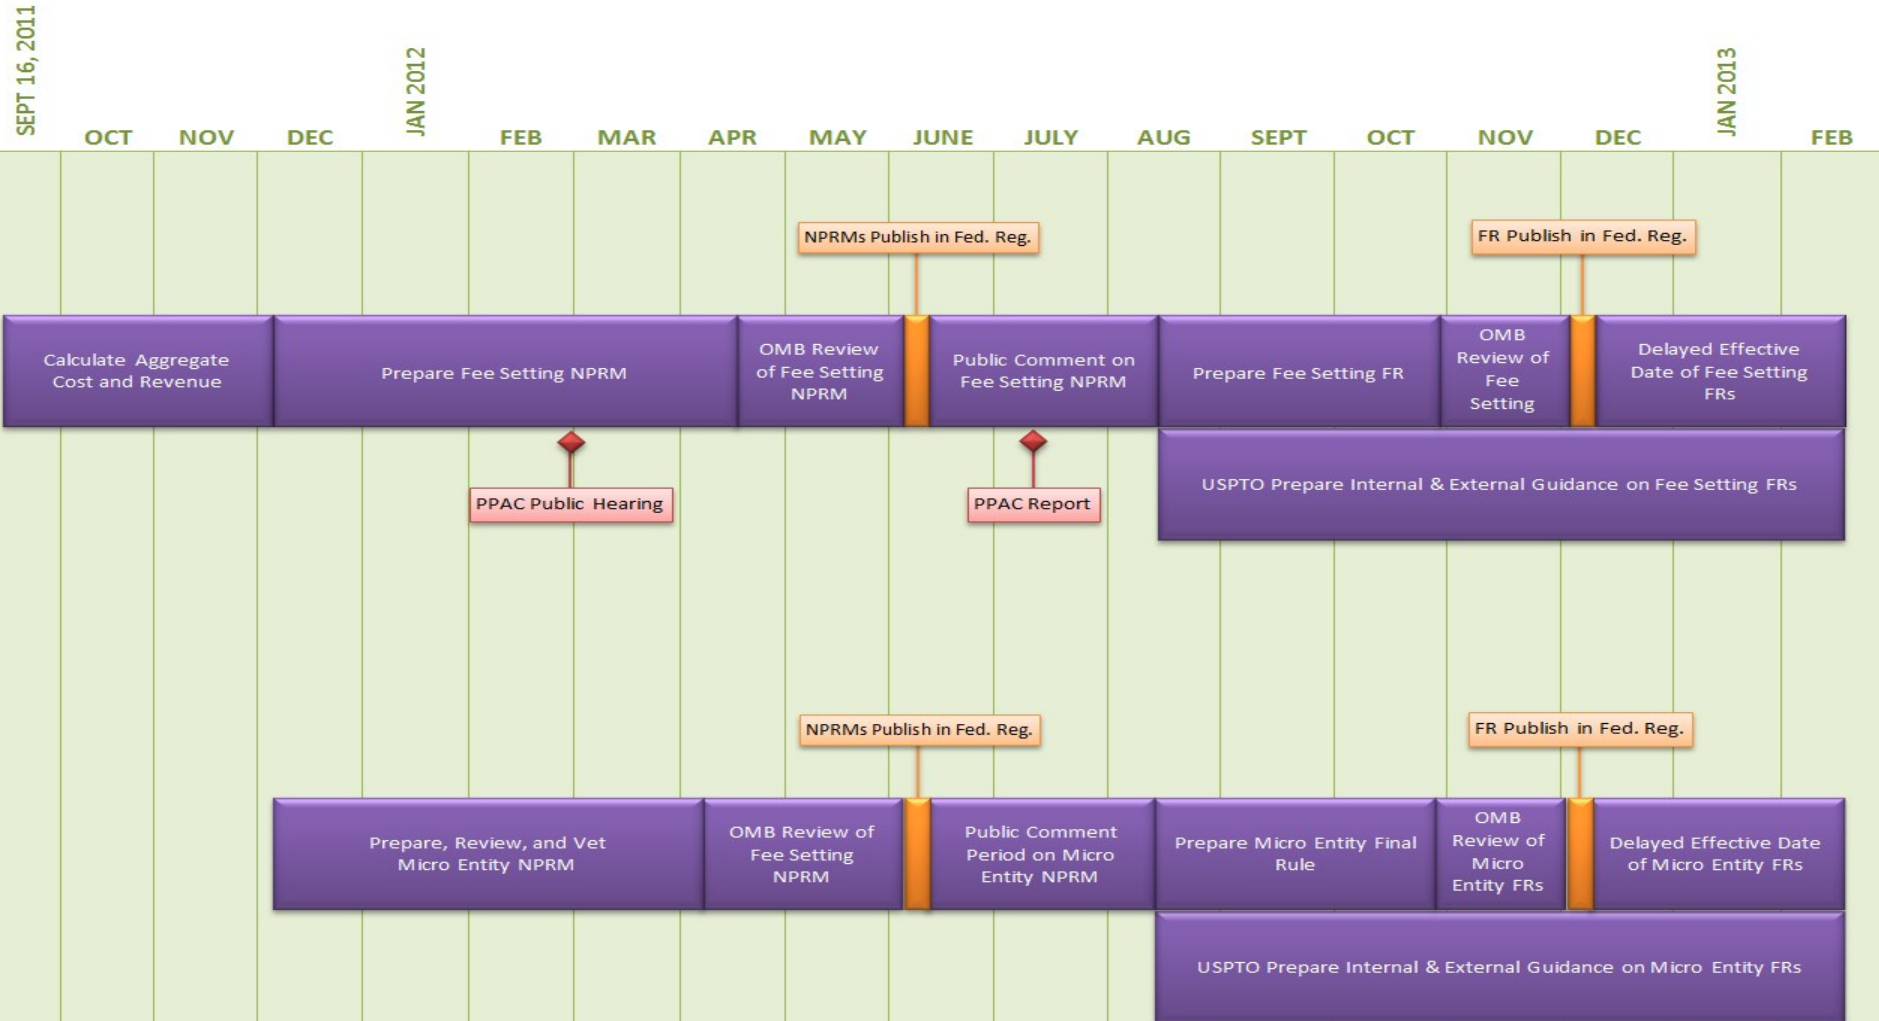 SEPT 16, 2011
OCT
NOV
DEC
JAN 2012
FEB
MAR
APR
MAY
JUNE
JULY
AUG
SEPT
OCT
NOV
DEC
JAN 2013
FEB
NPRMs Publish in Fed. Reg.
FR Publish in Fed. Reg.
Calculate Aggregate
Cost and Revenue
Prepare Fee Setting NPRM
OMB Review
of Fee Setting
NPRM
Public Comment on
Fee Setting NPRM
Prepare Fee Setting FR
OMB
Review of
Fee
Setting
Delayed Effective
Date of Fee Setting
FRs
PPAC Public Hearing
PPAC Report
USPTO Prepare Internal & External Guidance on Fee Setting FRs
NPRMs Publish in Fed. Reg.
FR Publish in Fed. Reg.
Prepare, Review, and Vet
Micro Entity NPRM
OMB Review of
Fee Setting
NPRM
Public Comment
Period on Micro
Entity NPRM
Prepare Micro Entity Final
Rule
OMB
Review of
Micro
Entity FRs
Delayed Effective Date
of Micro Entity FRs
USPTO Prepare Internal & External Guidance on Micro Entity FRs